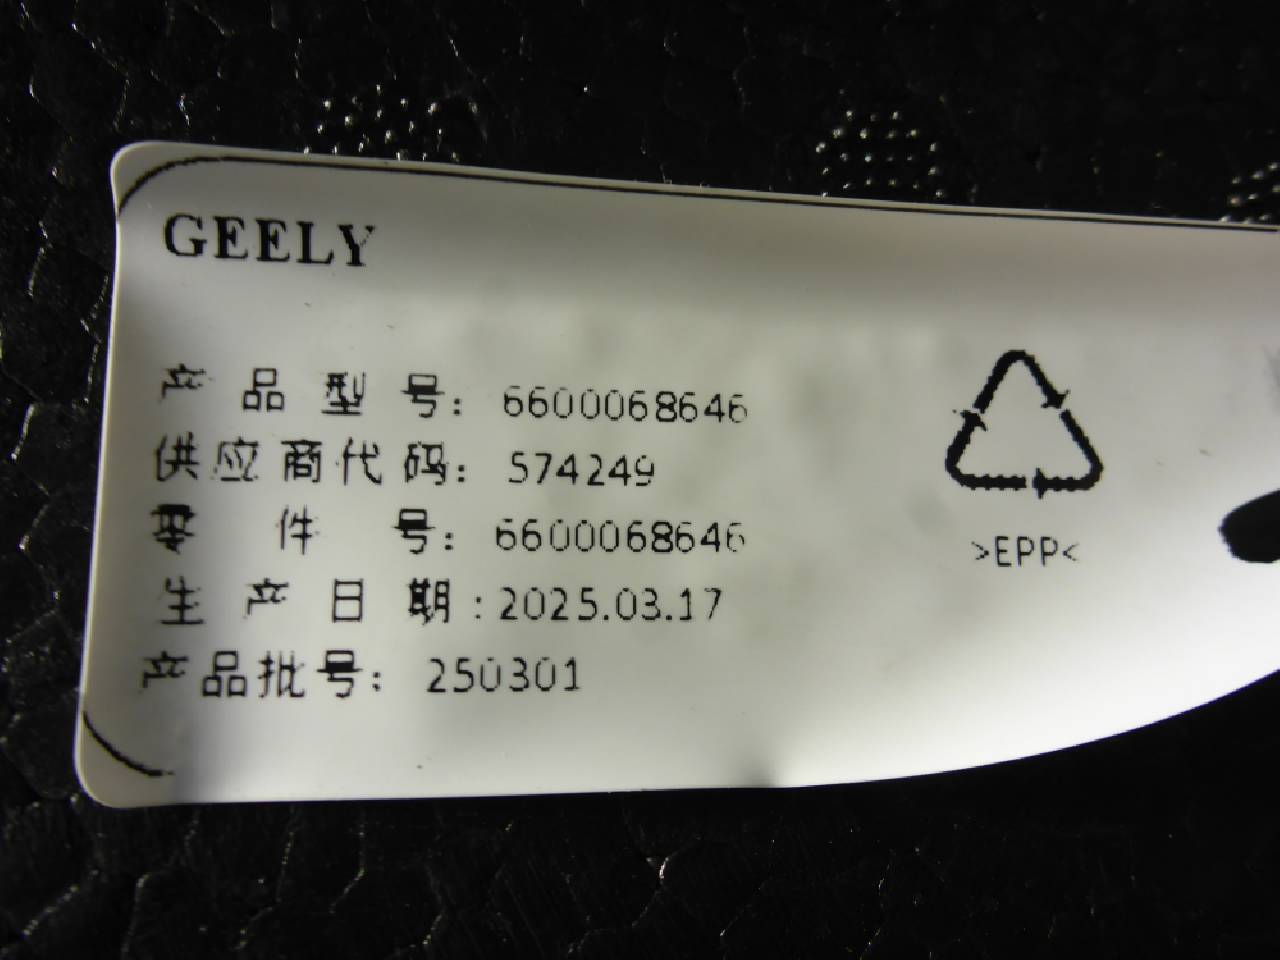 GEELY
产品型号: 6600068646
供应商代码: 574249
零件号: 6600068646
生产日期:2025.03.17
产品批号: 250301
>EPP<